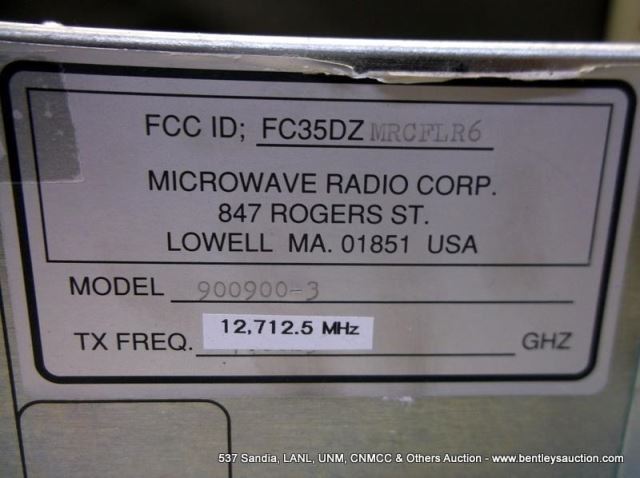 FCC ID; FC35DZ MRCFLR6
MICROWAVE RADIO CORP.
847 ROGERS ST.
LOWELL MA. 01851 USA
MODEL 900900-3
TX FREQ. 12,712.5 MHz GHZ
537 Sandia, LANL, UNM, CNMCC & Others Auction - www.bentleysauction.com